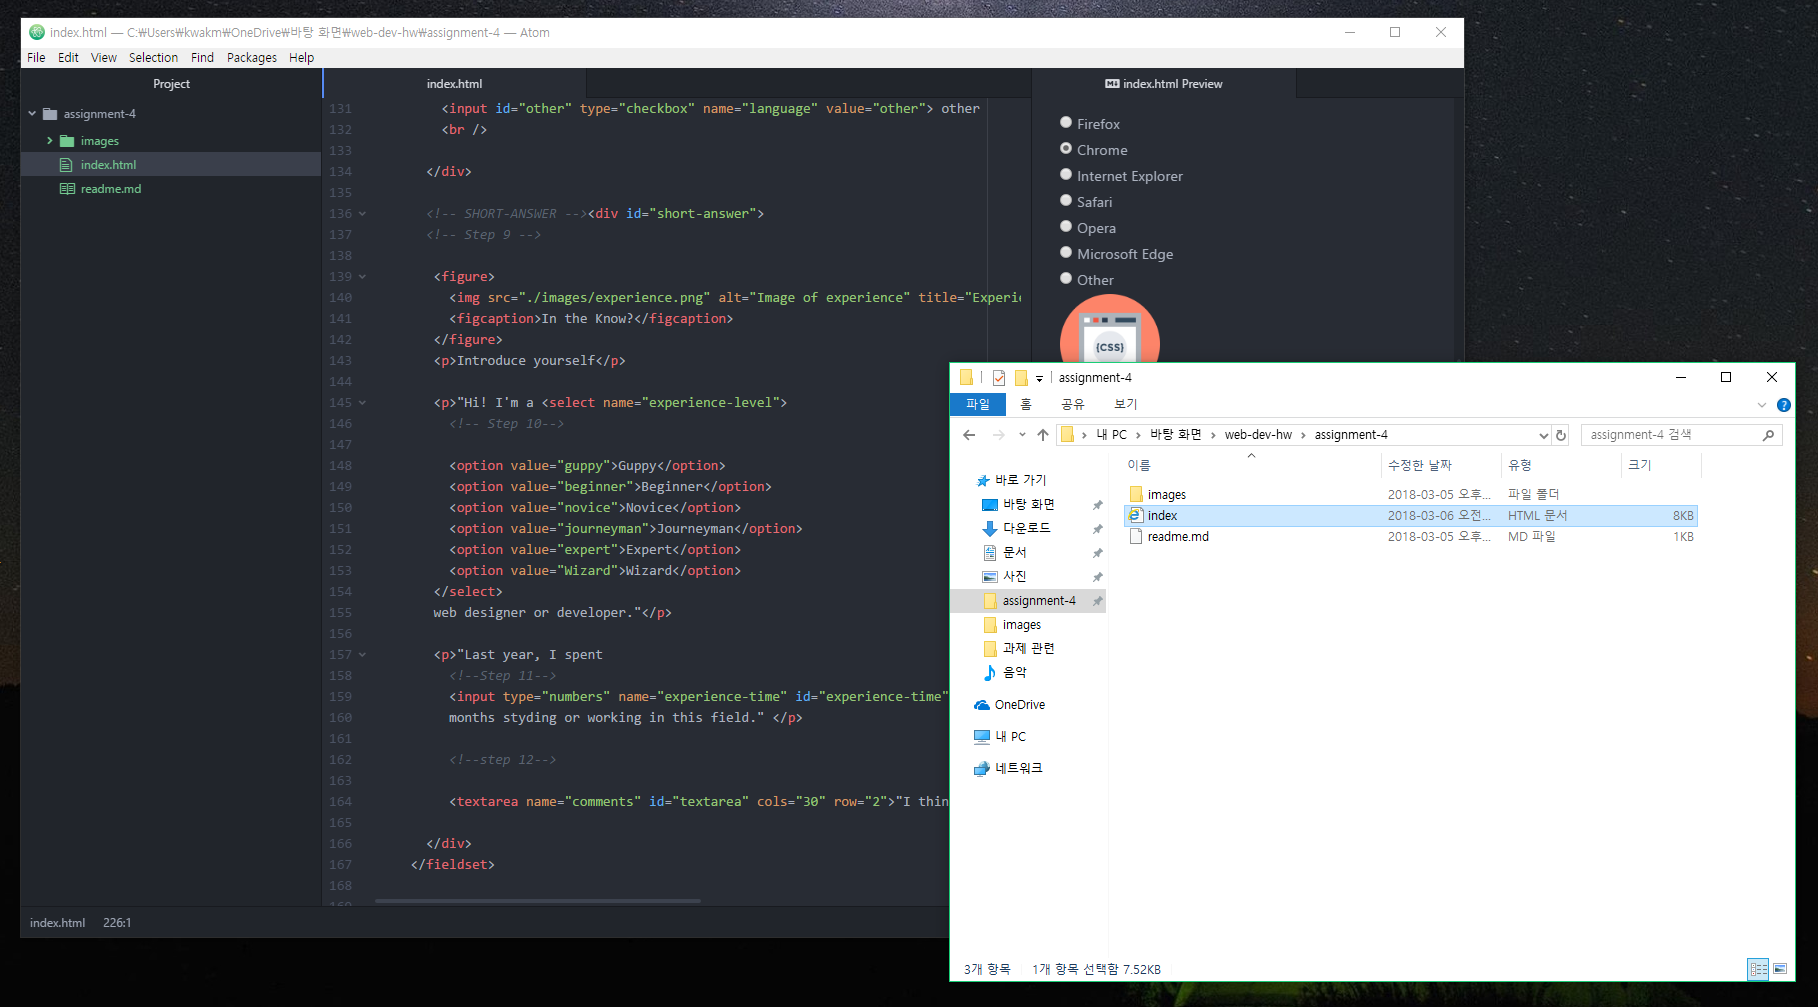 index.html — C:₩Users₩kwakm₩OneDrive₩바탕 화면₩web-dev-hw₩assignment-4 — Atom
File Edit View Selection Find Packages Help
Project
assignment-4
images
index.html
readme.md
index.html
131 <input id="other" type="checkbox" name="language" value="other"> other
132 <br />
133
134 </div>
135
136 <!-- SHORT-ANSWER --><div id="short-answer">
137 <!-- Step 9 -->
138
139 <figure>
140 <img src="./images/experience.png" alt="Image of experience" title="Experi
141 <figcaption>In the Know?</figcaption>
142 </figure>
143 <p>Introduce yourself</p>
144
145 <p>"Hi! I'm a <select name="experience-level">
146 <!-- Step 10-->
147
148 <option value="guppy">Guppy</option>
149 <option value="beginner">Beginner</option>
150 <option value="novice">Novice</option>
151 <option value="journeyman">Journeyman</option>
152 <option value="expert">Expert</option>
153 <option value="Wizard">Wizard</option>
154 </select>
155 web designer or developer."</p>
156
157 <p>"Last year, I spent
158 <!--Step 11-->
159 <input type="numbers" name="experience-time" id="experience-time"
160 months styding or working in this field." </p>
161
162 <!--step 12-->
163
164 <textarea name="comments" id="textarea" cols="30" row="2">"I thin
165
166 </div>
167 </fieldset>
168
169
index.html 226:1
index.html Preview
Firefox
Chrome
Internet Explorer
Safari
Opera
Microsoft Edge
Other
{CSS}
assignment-4
파일 홈 공유 보기
내 PC › 바탕 화면 › web-dev-hw › assignment-4
assignment-4 검색
바로 가기
바탕 화면
다운로드
문서
사진
assignment-4
images
과제 관련
음악
OneDrive
내 PC
네트워크
이름 수정한 날짜 유형 크기
images 2018-03-05 오후... 파일 폴더
index 2018-03-06 오전... HTML 문서 8KB
readme.md 2018-03-05 오후... MD 파일 1KB
3개 항목 1개 항목 선택함 7.52KB